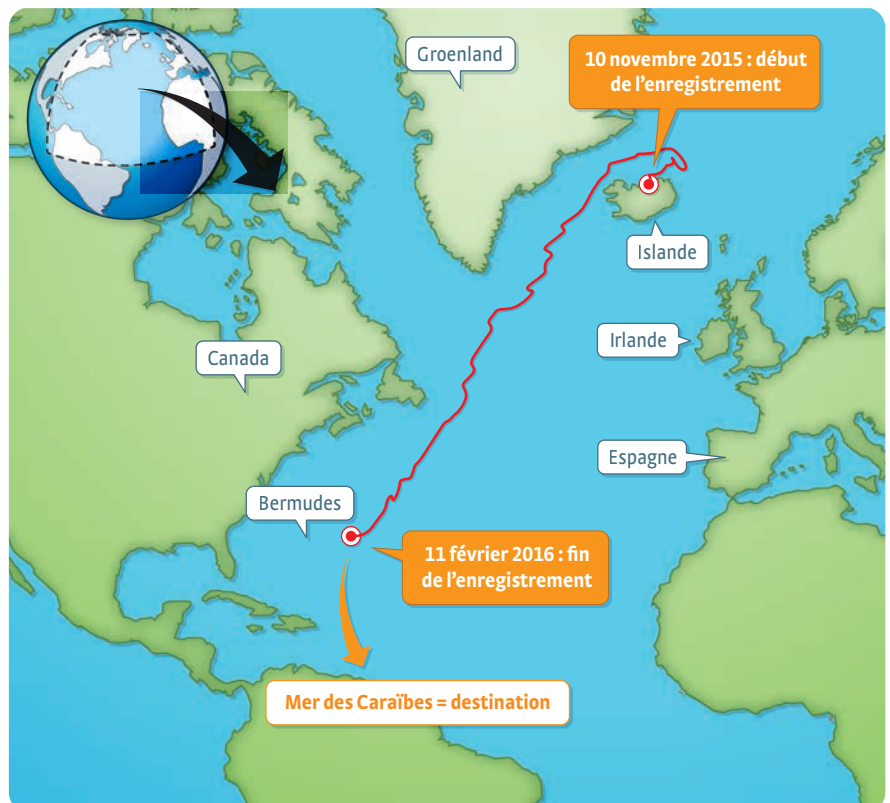 Groenland
10 novembre 2015 : début
de l’enregistrement
Islande
Irlande
Canada
Espagne
Bermudes
11 février 2016 : fin
de l’enregistrement
Mer des Caraïbes = destination